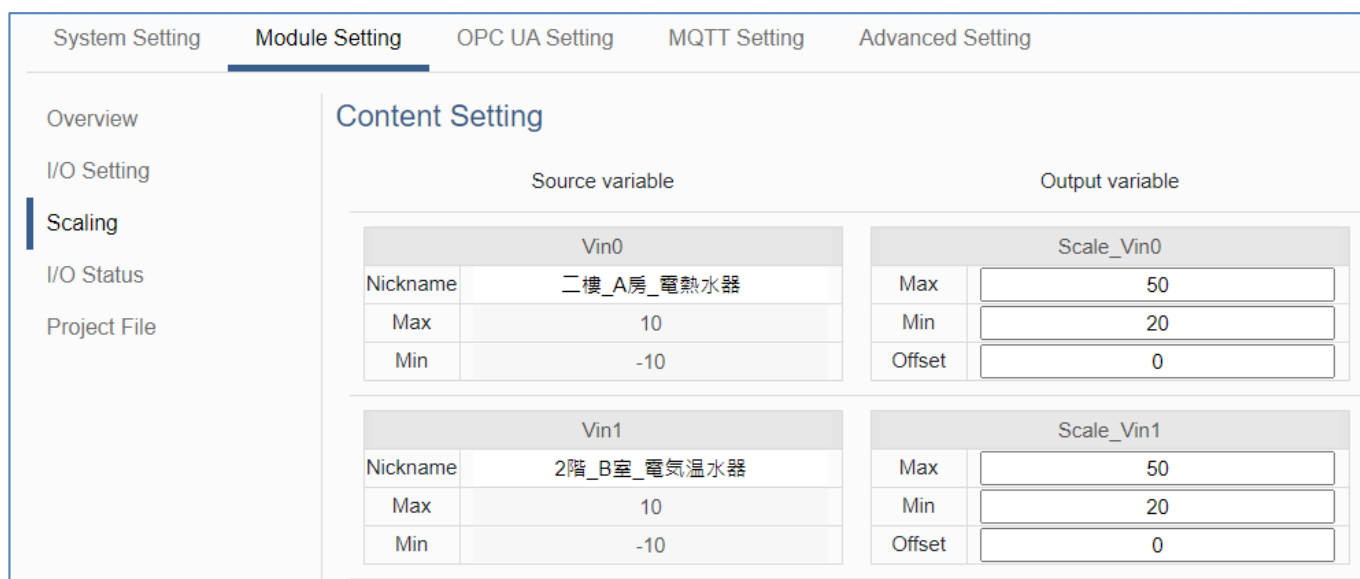 System Setting Module Setting OPC UA Setting MQTT Setting Advanced Setting
Overview
I/O Setting
Scaling
I/O Status
Project File
Content Setting
Source variable Output variable
Vin0 Scale_Vin0
Nickname 二樓_A房_電熱水器 Max 50
Max 10 Min 20
Min -10 Offset 0
Vin1 Scale_Vin1
Nickname 2階_B室_電気温水器 Max 50
Max 10 Min 20
Min -10 Offset 0